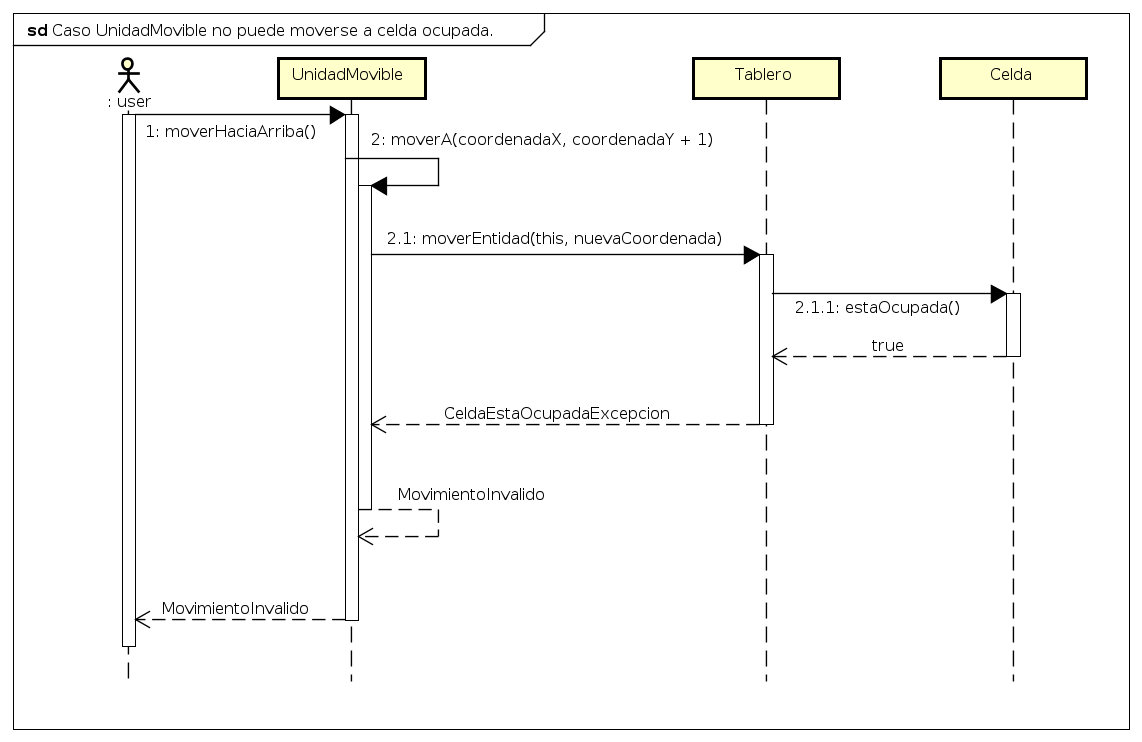 sd Caso UnidadMovible no puede moverse a celda ocupada.
: user
UnidadMovible
Tablero
Celda
1: moverHaciaArriba()
2: moverA(coordenadaX, coordenadaY + 1)
2.1: moverEntidad(this, nuevaCoordenada)
2.1.1: estaOcupada()
true
CeldaEstaOcupadaExcepcion
MovimientoInvalido
MovimientoInvalido